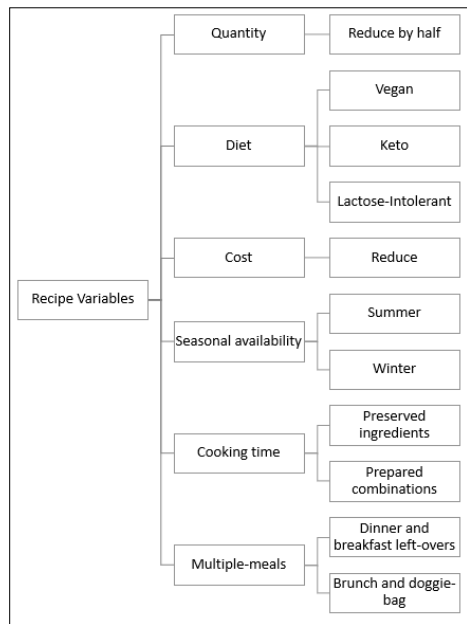 Quantity
Reduce by half
Vegan
Diet
Keto
Lactose-Intolerant
Cost
Reduce
Recipe Variables
Summer
Seasonal availability
Winter
Preserved
ingredients
Cooking time
Prepared
combinations
Dinner and
breakfast left-overs
Multiple-meals
Brunch and doggie-
bag